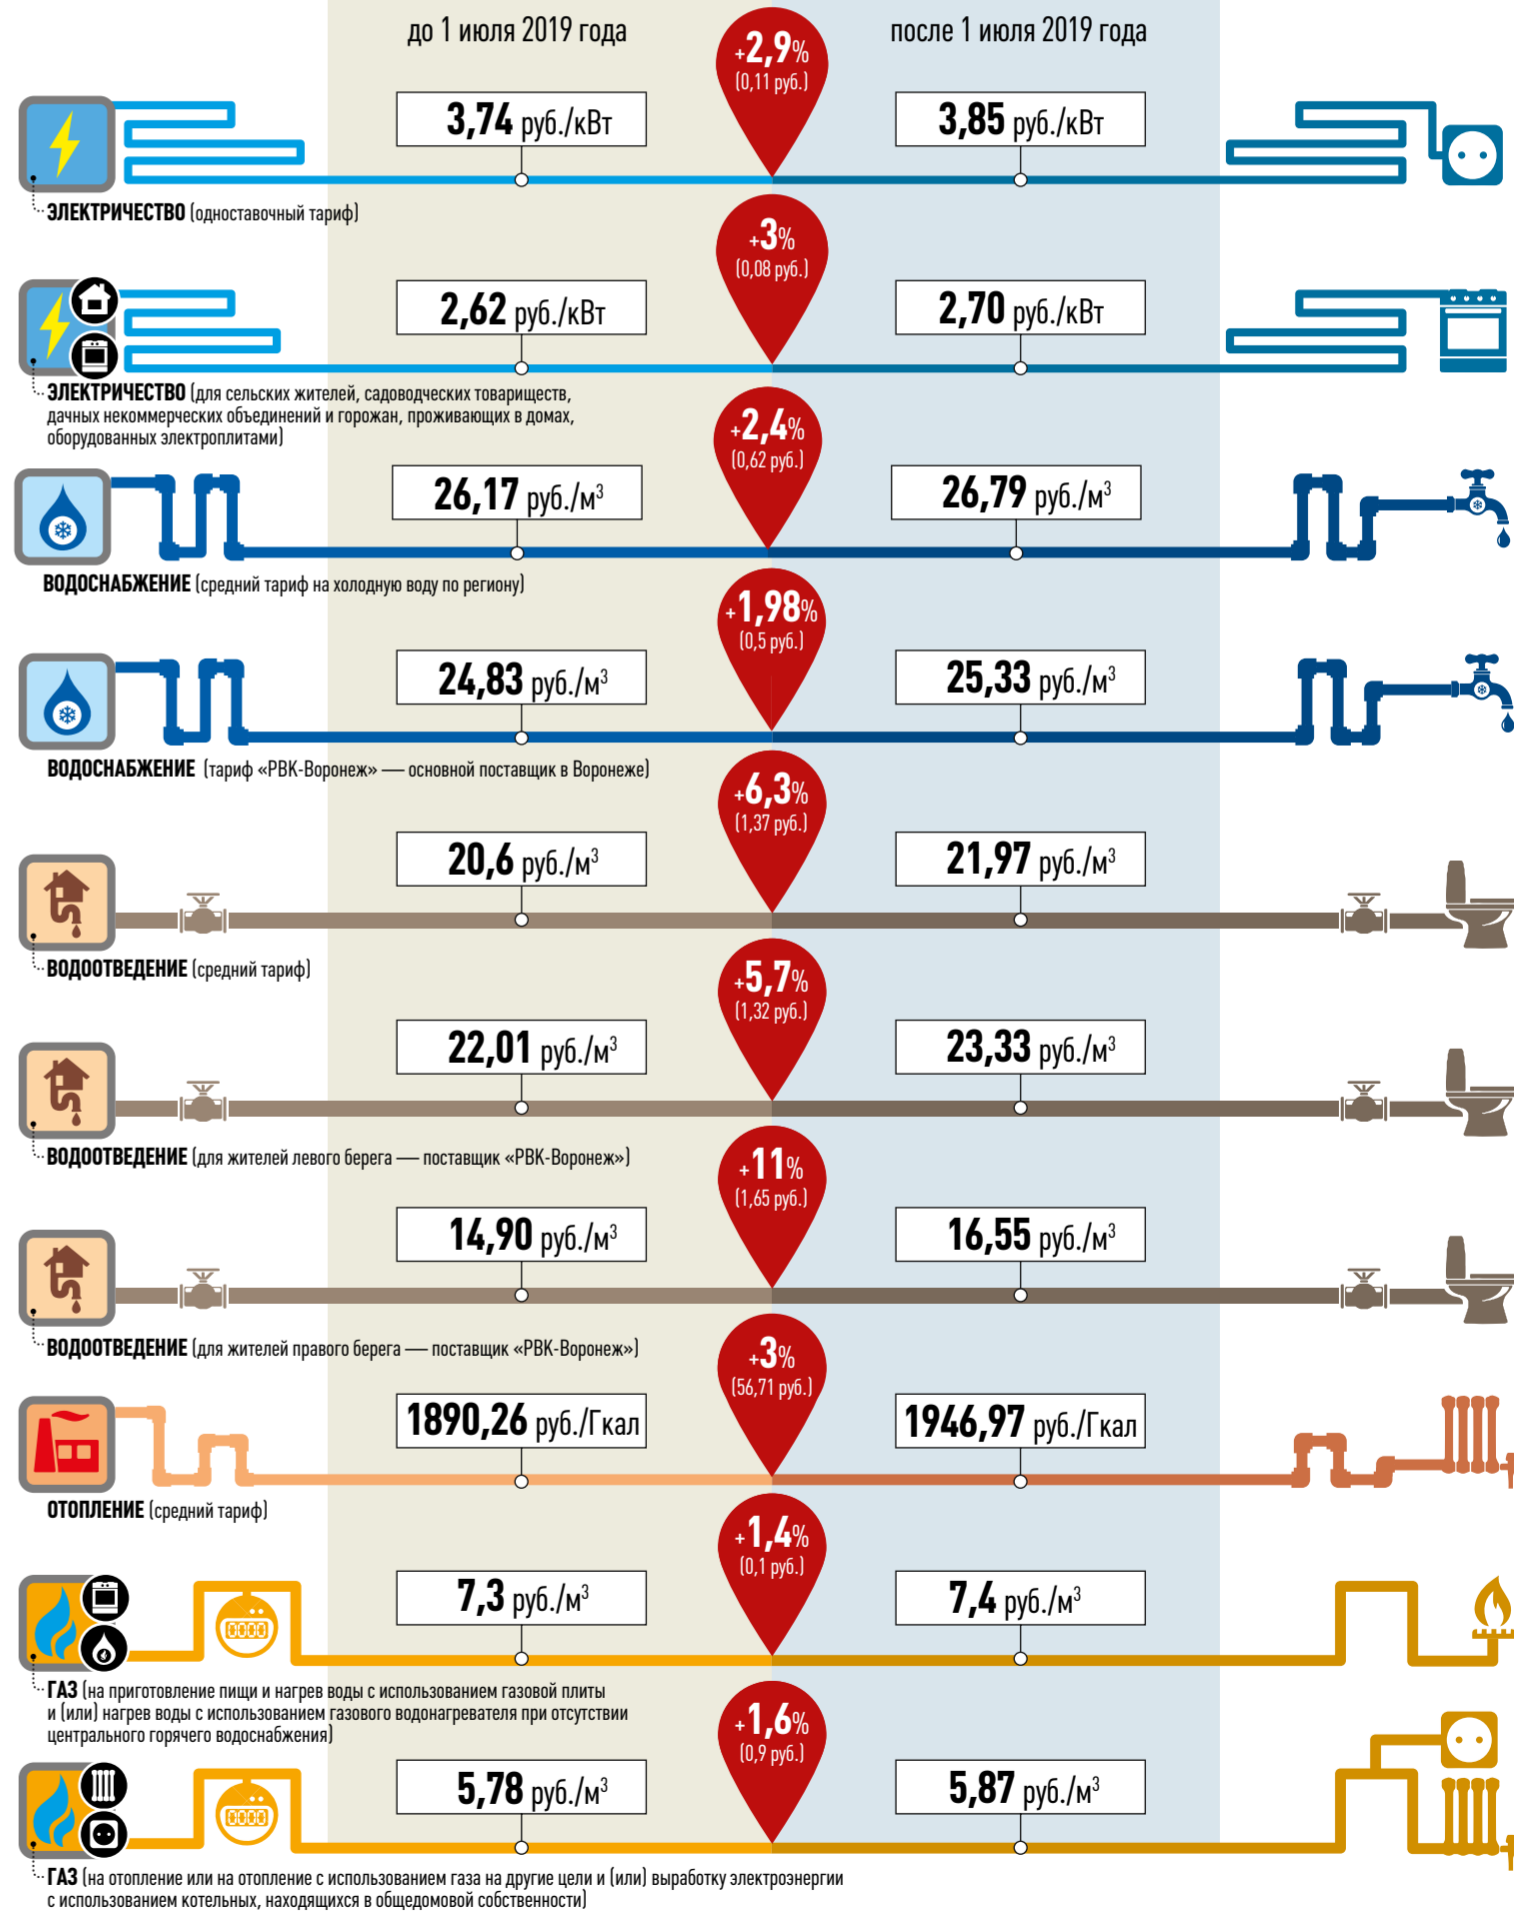 до 1 июля 2019 года
после 1 июля 2019 года
+2,9%
(0,11 руб.)
3,74 руб./кВт
3,85 руб./кВт
ЭЛЕКТРИЧЕСТВО (одноставочный тариф)
+3%
(0,08 руб.)
2,62 руб./кВт
2,70 руб./кВт
ЭЛЕКТРИЧЕСТВО (для сельских жителей, садоводческих товариществ,
дачных некоммерческих объединений и горожан, проживающих в домах,
оборудованных электроплитами)
+2,4%
(0,62 руб.)
26,17 руб./м³
26,79 руб./м³
ВОДОСНАБЖЕНИЕ (средний тариф на холодную воду по региону)
+1,98%
(0,5 руб.)
24,83 руб./м³
25,33 руб./м³
ВОДОСНАБЖЕНИЕ (тариф «РВК-Воронеж» — основной поставщик в Воронеже)
+6,3%
(1,37 руб.)
20,6 руб./м³
21,97 руб./м³
ВОДООТВЕДЕНИЕ (средний тариф)
+5,7%
(1,32 руб.)
22,01 руб./м³
23,33 руб./м³
ВОДООТВЕДЕНИЕ (для жителей левого берега — поставщик «РВК-Воронеж»)
+11%
(1,65 руб.)
14,90 руб./м³
16,55 руб./м³
ВОДООТВЕДЕНИЕ (для жителей правого берега — поставщик «РВК-Воронеж»)
+3%
(56,71 руб.)
1890,26 руб./Гкал
1946,97 руб./Гкал
ОТОПЛЕНИЕ (средний тариф)
+1,4%
(0,1 руб.)
7,3 руб./м³
7,4 руб./м³
0000
ГАЗ (на приготовление пищи и нагрев воды с использованием газовой плиты
и (или) нагрев воды с использованием газового водонагревателя при отсутствии
центрального горячего водоснабжения)
+1,6%
(0,9 руб.)
5,78 руб./м³
5,87 руб./м³
0000
ГАЗ (на отопление или на отопление с использованием газа на другие цели и (или) выработку электроэнергии
с использованием котельных, находящихся в общедомовой собственности)